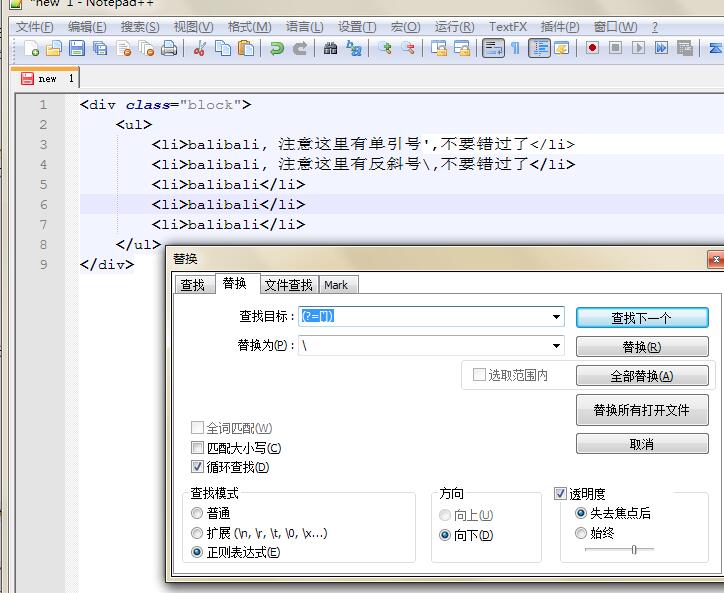 *new 1 - Notepad++
文件(F) 编辑(E) 搜索(S) 视图(V) 格式(M) 语言(L) 设置(T) 宏(O) 运行(R) TextFX 插件(P) 窗口(W) ?
new 1
1 <div class="block">
2 <ul>
3 <li>balibali, 注意这里有单引号',不要错过了</li>
4 <li>balibali, 注意这里有反斜号\,不要错过了</li>
5 <li>balibali</li>
6 <li>balibali</li>
7 <li>balibali</li>
8 </ul>
9 </div>
替换
查找 替换 文件查找 Mark
查找目标: (?=['])
查找下一个
替换为(P): \
替换(R)
选取范围内
全部替换(A)
替换所有打开文件
取消
全词匹配(W)
匹配大小写(C)
循环查找(D)
查找模式
普通
扩展 (\n, \r, \t, \0, \x...)
正则表达式(E)
方向
向上(U)
向下(D)
透明度
失去焦点后
始终